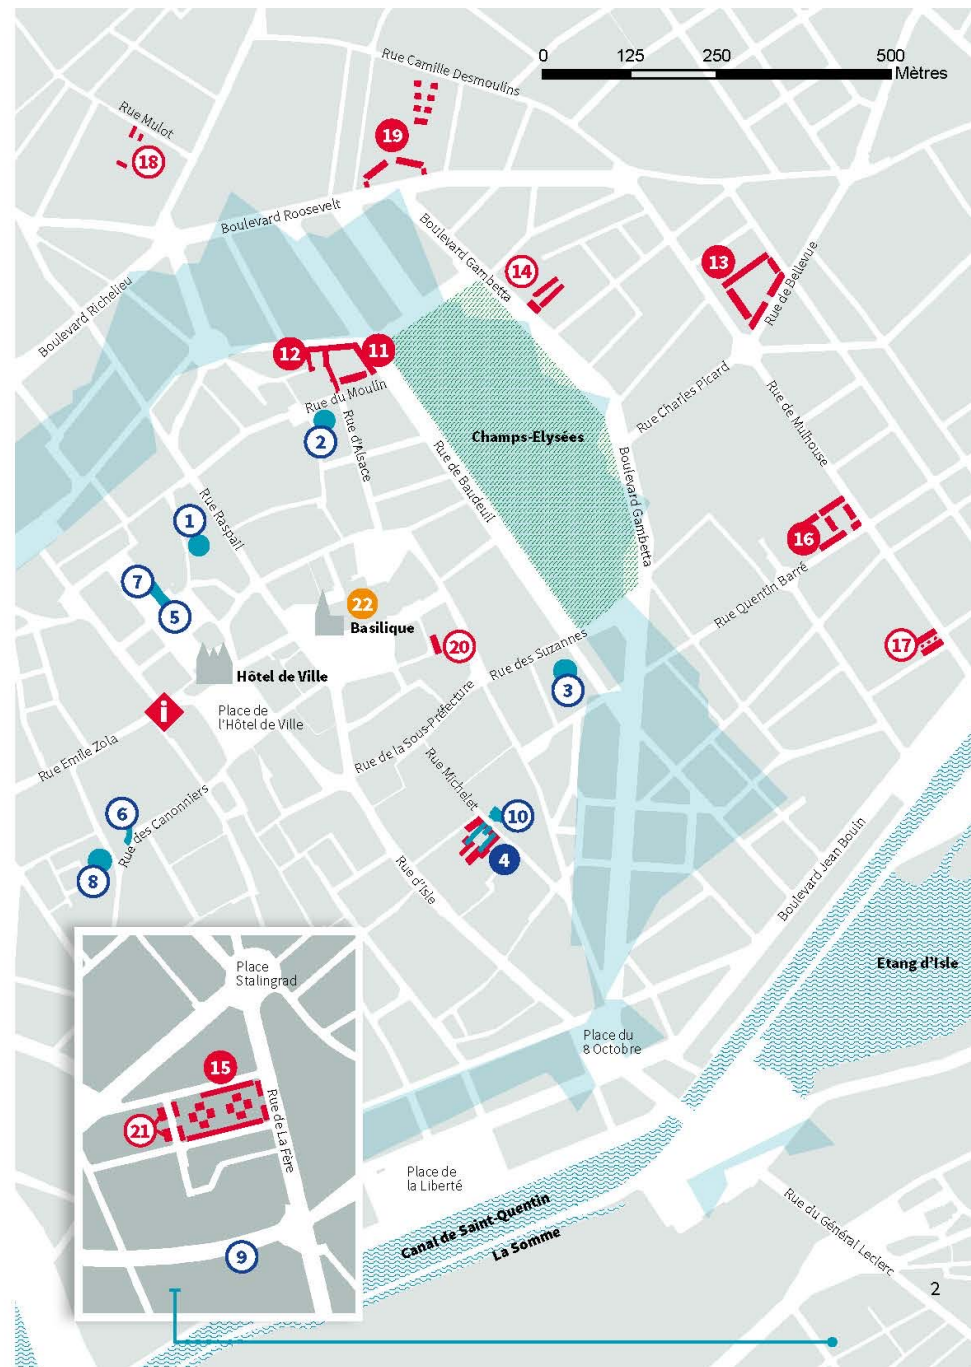 0 125 250 500
Mètres
Rue Camille Desmoulins
Rue Mulot
19
18
Boulevard Roosevelt
Boulevard Gambetta
14
13
Rue de Bellevue
Boulevard Richelieu
12
11
Rue du Moulin
Rue Charles Picard
2
Rue d'Alsace
Champs-Elysées
Rue de Mulhouse
Rue de Baudeuil
Boulevard Gambetta
1
Rue Raspail
16
7
5
22
Basilique
Rue Quentin Barré
20
17
Rue des Suzannes
Hôtel de Ville
3
i
Place de
l'Hôtel de Ville
Rue de la Sous-Préfecture
Rue Emile Zola
Rue Michelet
6
10
Rue des Canonniers
4
8
Rue d'Isle
Boulevard Jean Bouin
Etang d'Isle
Place
Stalingrad
Place du
8 Octobre
15
21
Rue de La Fère
Place de
la Liberté
Canal de Saint-Quentin
La Somme
Rue du Général Leclerc
9
2